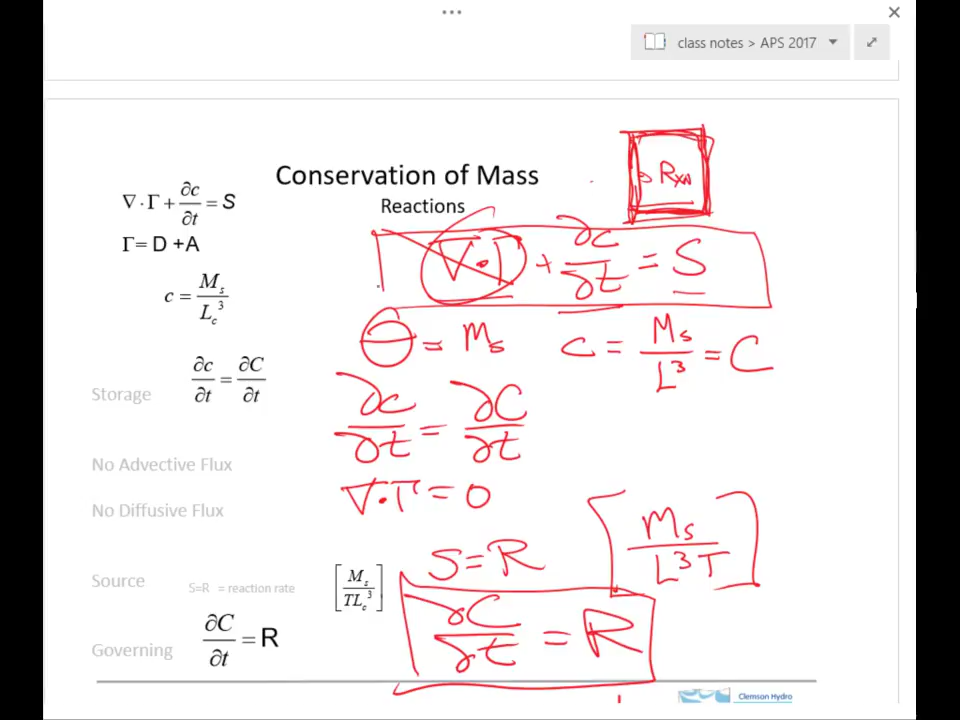 class notes > APS 2017
Conservation of Mass
Reactions
Rxn
∇ · Γ + ∂c/∂t = S
Γ = D + A
c = M_s / L_c^3
∇ · Γ + ∂c/∂t = S
Θ = M_s
c = M_s / L^3 = C
Storage ∂c/∂t = ∂C/∂t
∂c/∂t = ∂C/∂t
No Advective Flux
∇ · Γ = 0
No Diffusive Flux
[M_s / L^3 T]
S = R
Source S=R = reaction rate [M_s / TL_c^3]
Governing ∂C/∂t = R
∂C/∂t = R
Clemson Hydro